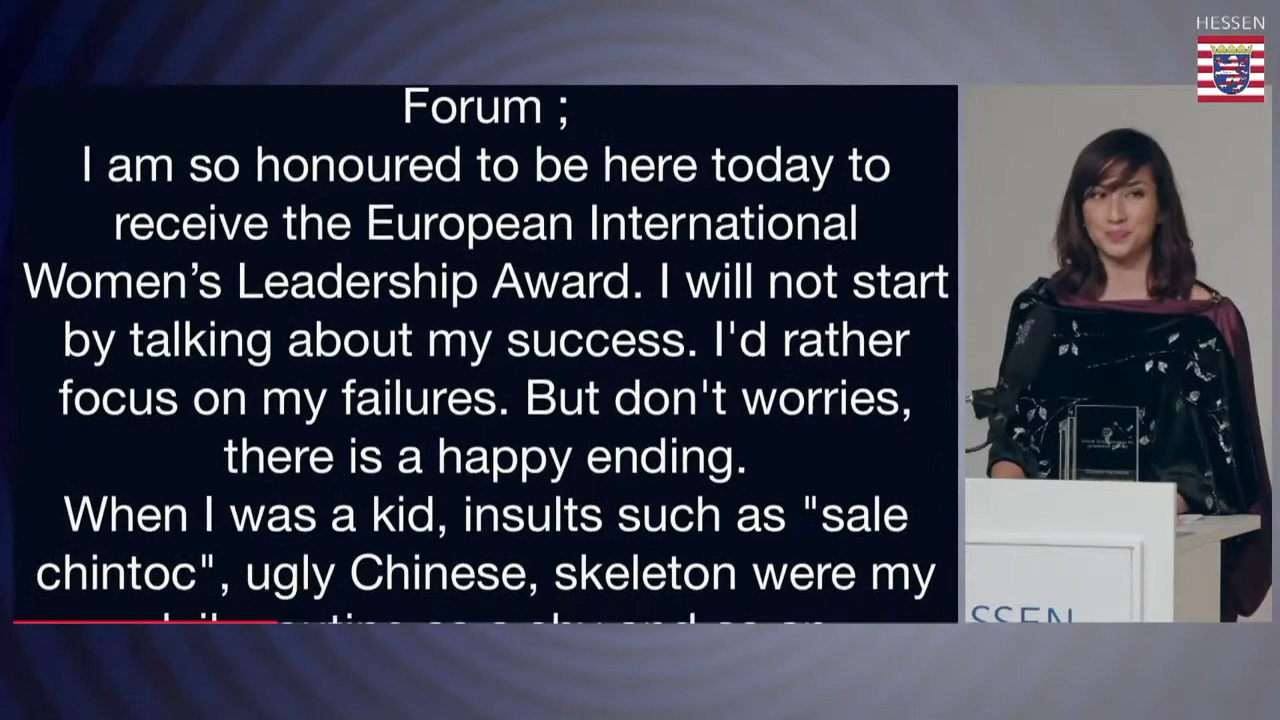 HESSEN
Forum ;
I am so honoured to be here today to
receive the European International
Women’s Leadership Award. I will not start
by talking about my success. I'd rather
focus on my failures. But don't worries,
there is a happy ending.
When I was a kid, insults such as "sale
chintoc", ugly Chinese, skeleton were my
SSEN